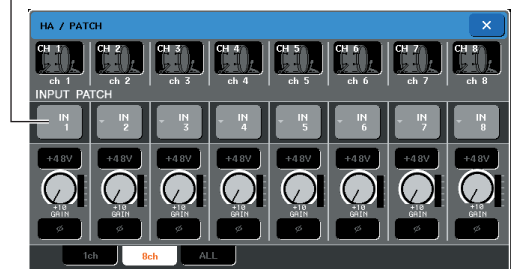 HA / PATCH ×
CH 1 CH 2 CH 3 CH 4 CH 5 CH 6 CH 7 CH 8
ch 1 ch 2 ch 3 ch 4 ch 5 ch 6 ch 7 ch 8
INPUT PATCH
IN 1 IN 2 IN 3 IN 4 IN 5 IN 6 IN 7 IN 8
+48V +48V +48V +48V +48V +48V +48V +48V
+10 +10 +10 +10 +10 +10 +10 +10
GAIN GAIN GAIN GAIN GAIN GAIN GAIN GAIN
ø ø ø ø ø ø ø ø
1ch 8ch ALL